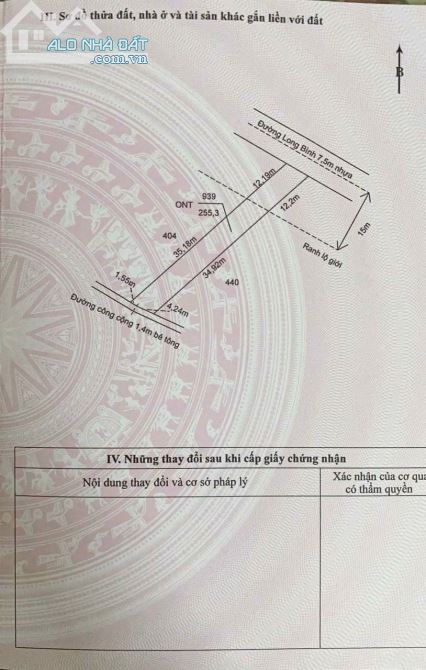 III. Sơ đồ thửa đất, nhà ở và tài sản khác gắn liền với đất
ALO NHÀ ĐẤT
B
Đường Long Bình 7,5m nhựa
12,19m
12,2m
15m
Ranh lộ giới
ONT
939
255,3
404
35,18m
34,92m
440
1,55m
4,24m
Đường công cộng 1,4m bê tông
IV. Những thay đổi sau khi cấp giấy chứng nhận
Nội dung thay đổi và cơ sở pháp lý
Xác nhận của cơ qua
có thẩm quyền